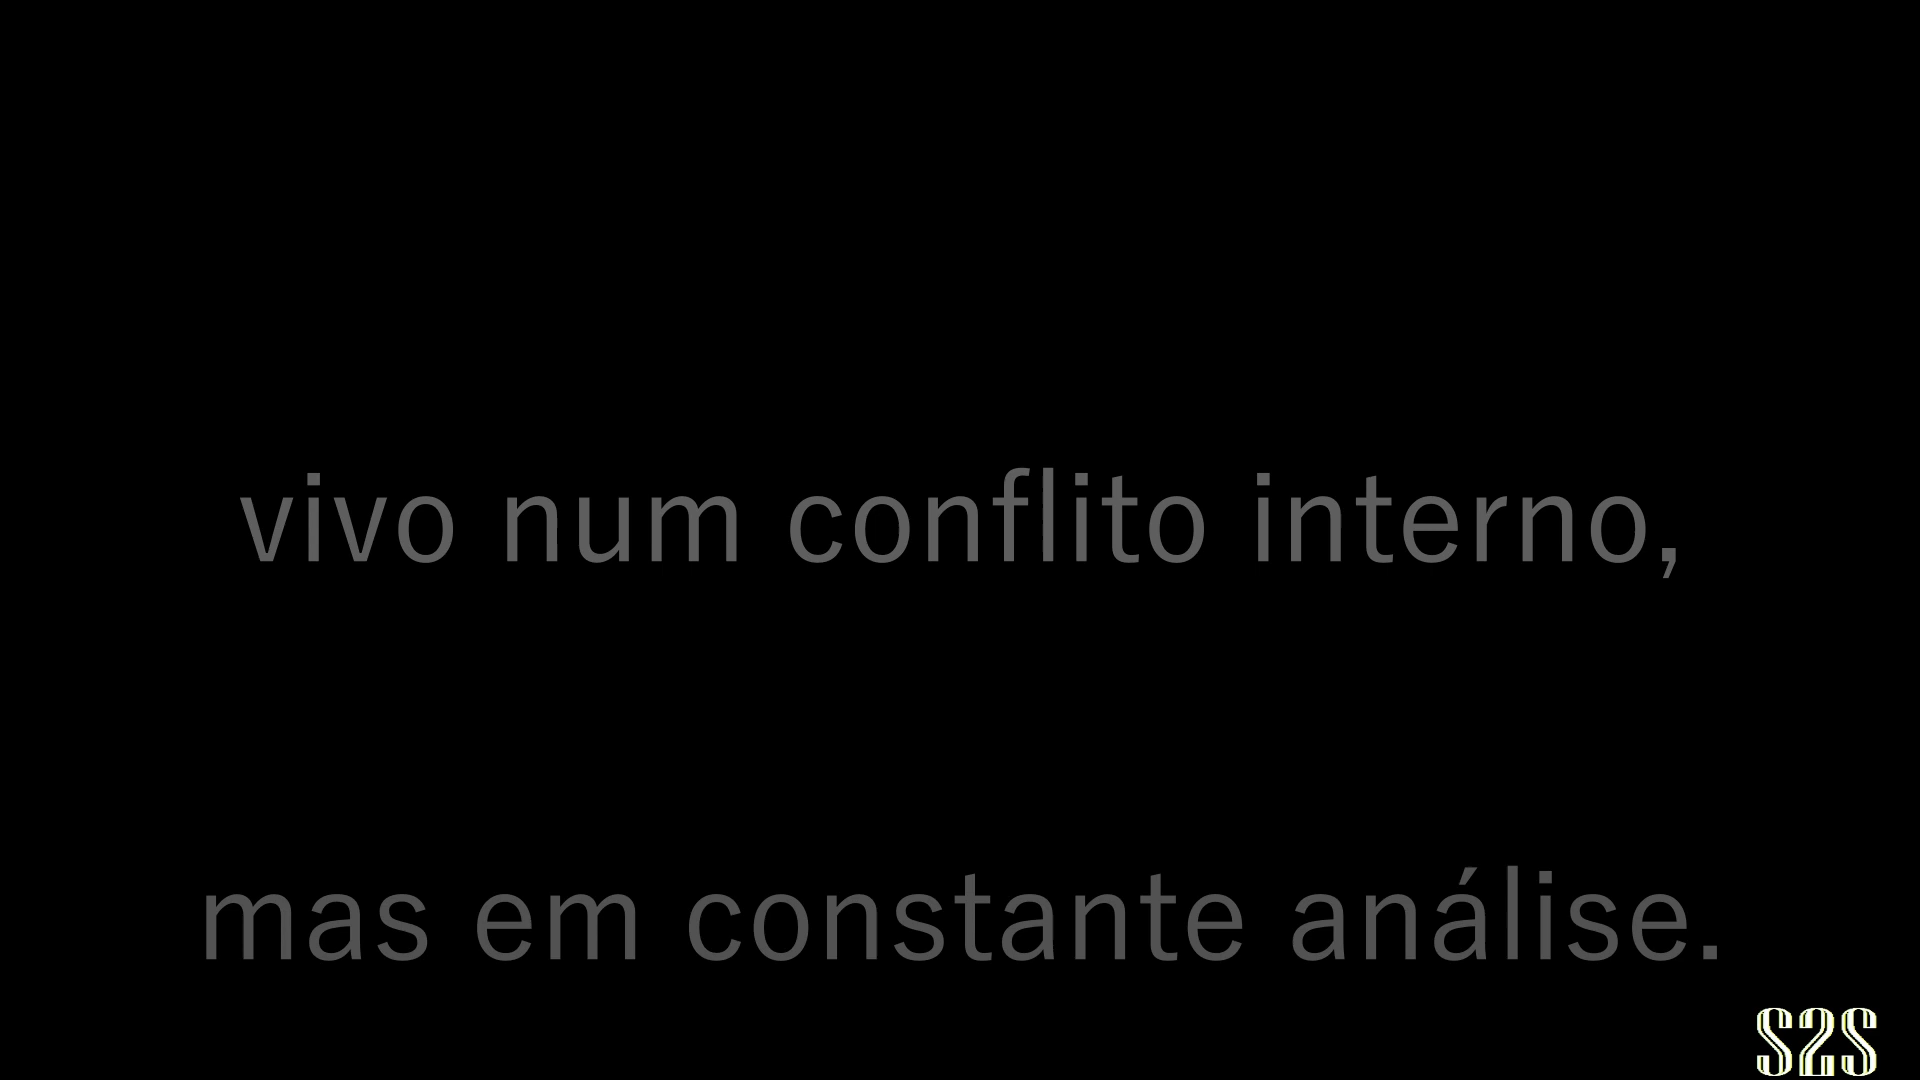 vivo num conflito interno,
mas em constante análise.
S2S